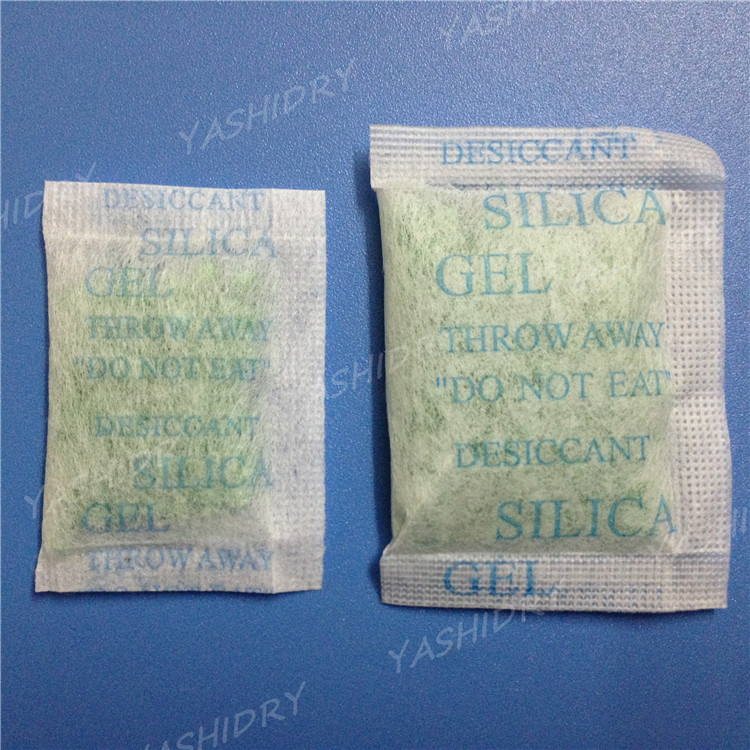 YASHIDRY
YASHIDRY
DESICCANT
SILICA
GEL
THROW AWAY
"DO NOT EAT"
DESICCANT
SILICA
GEL
THROW AWAY
DESICCANT
SILICA
GEL
THROW AWAY
"DO NOT EAT"
DESICCANT
SILICA
GEL
YASHIDRY
YASHIDRY
YASHIDRY